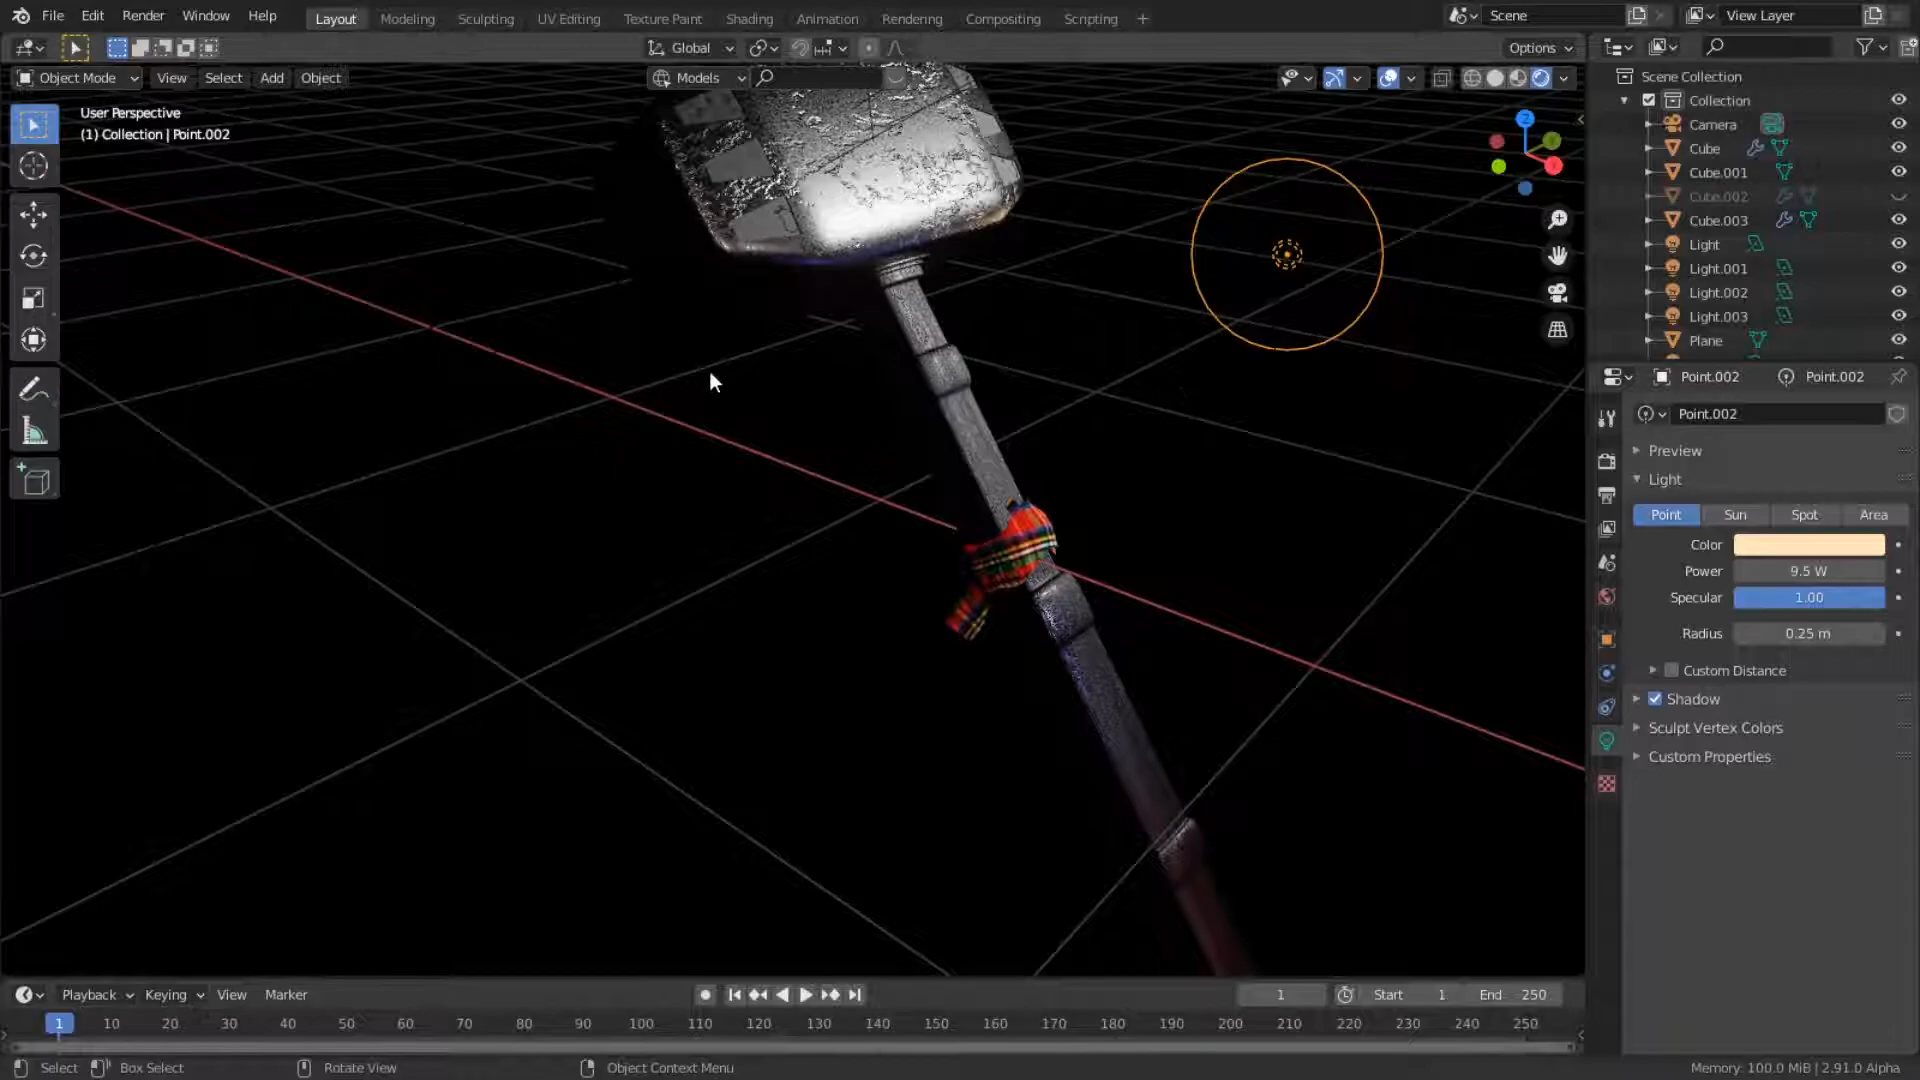 File Edit Render Window Help Layout Modeling Sculpting UV Editing Texture Paint Shading Animation Rendering Compositing Scripting + Scene View Layer
Global Options
Object Mode View Select Add Object Models
User Perspective
(1) Collection | Point.002
Z
Scene Collection
Collection
Camera
Cube
Cube.001
Cube.002
Cube.003
Light
Light.001
Light.002
Light.003
Plane
Point.002 Point.002
Point.002
Preview
Light
Point Sun Spot Area
Color
Power 9.5 W
Specular 1.00
Radius 0.25 m
Custom Distance
Shadow
Sculpt Vertex Colors
Custom Properties
Playback Keying View Marker 1 Start 1 End 250
1 10 20 30 40 50 60 70 80 90 100 110 120 130 140 150 160 170 180 190 200 210 220 230 240 250
Select Box Select Rotate View Object Context Menu Memory: 100.0 MiB | 2.91.0 Alpha